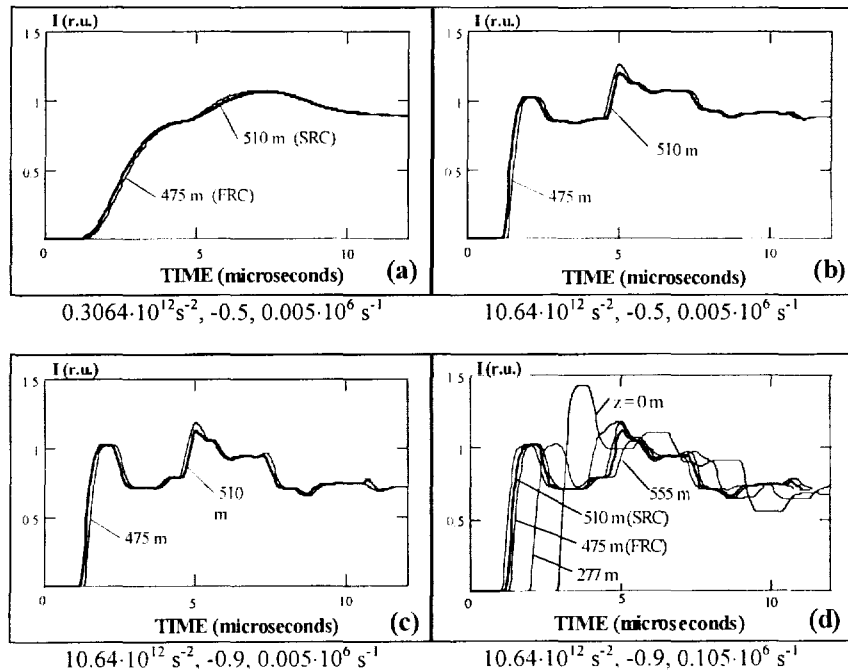 I (r.u.)
1 5
1
0.5
510 m (SRC)
475 m (FRC)
0
5
10
TIME (microseconds)
(a)
0.3064·10¹²s⁻², -0.5, 0.005·10⁶ s⁻¹
I (r.u.)
1 5
1
0.5
510 m
475 m
0
5
10
TIME (microseconds)
(b)
10.64·10¹² s⁻², -0.5, 0.005·10⁶ s⁻¹
I (r.u.)
1 5
1
0.5
510
m
475 m
0
5
10
TIME (microseconds)
(c)
10.64·10¹² s⁻², -0.9, 0.005·10⁶ s⁻¹
I (r.u.)
1 5
1
0.5
z = 0 m
555 m
510 m (SRC)
475 m (FRC)
277 m
0
5
10
TIME (microseconds)
(d)
10.64·10¹² s⁻², -0.9, 0.105·10⁶ s⁻¹